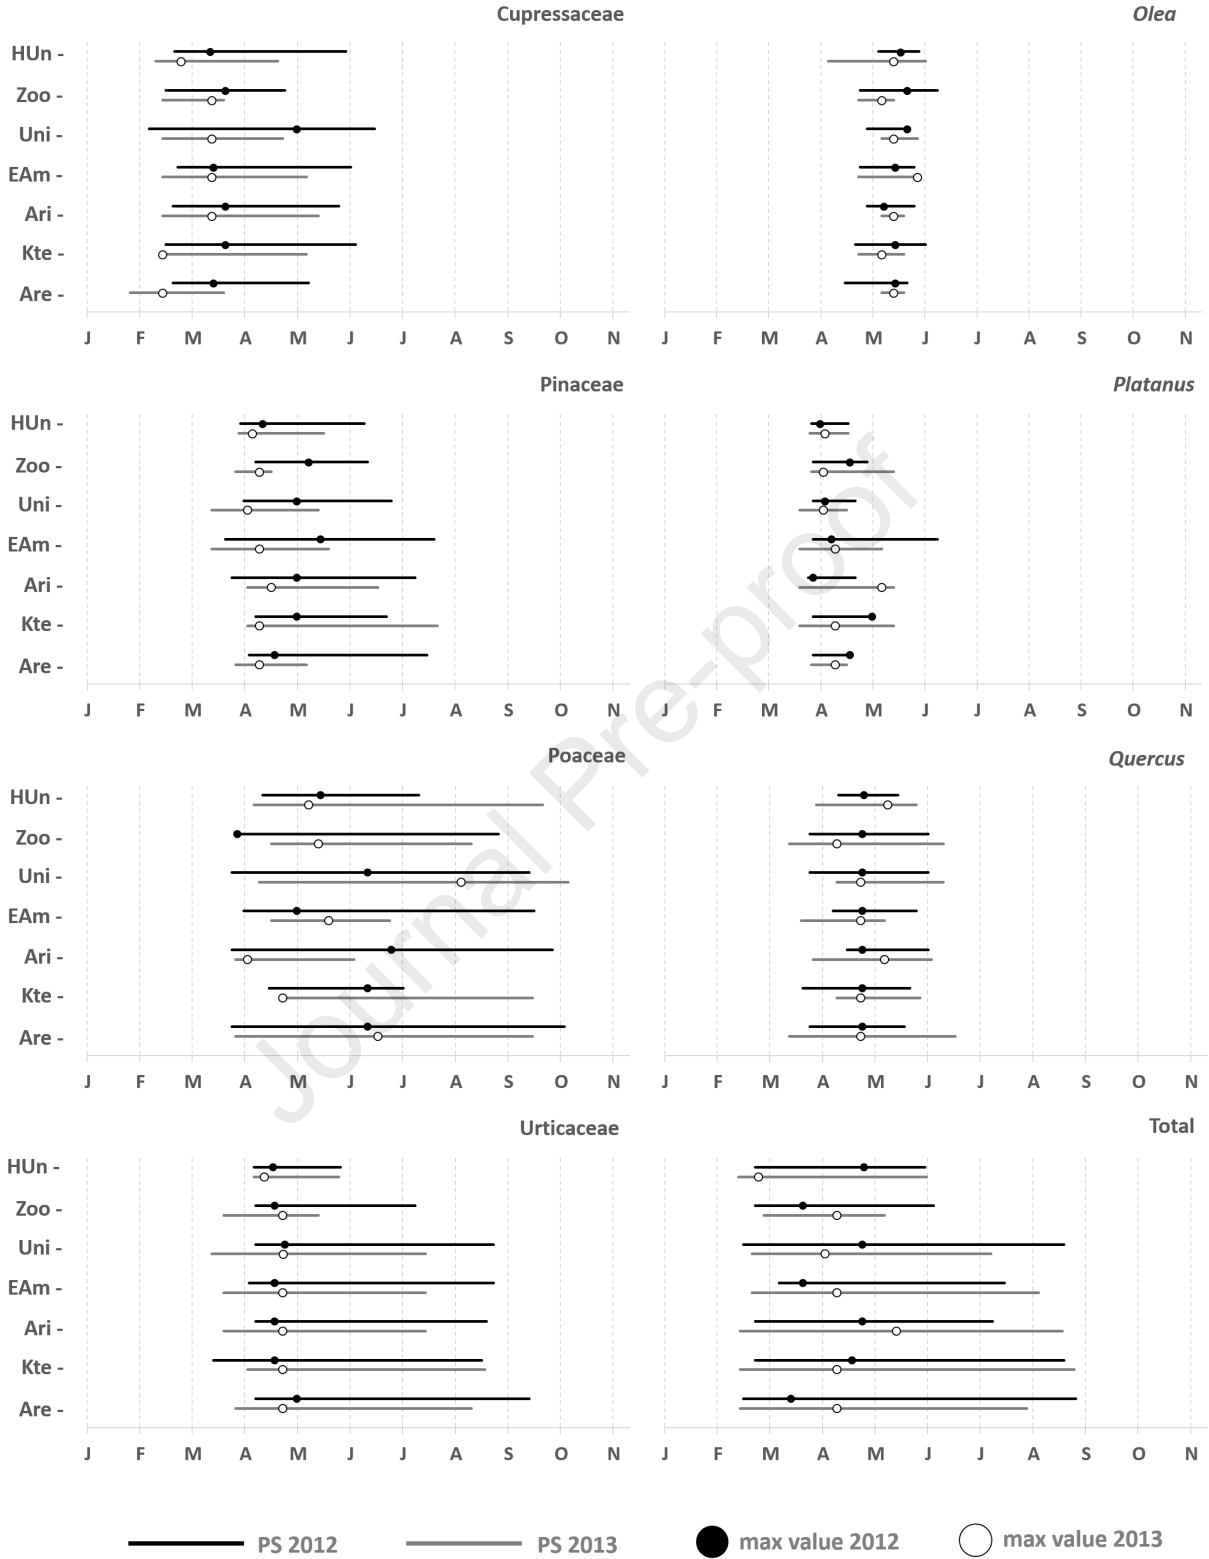 Cupressaceae
HUn -
Zoo -
Uni -
EAm -
Ari -
Kte -
Are -
J F M A M J J A S O N
Olea
J F M A M J J A S O N
Pinaceae
HUn -
Zoo -
Uni -
EAm -
Ari -
Kte -
Are -
J F M A M J J A S O N
Platanus
J F M A M J J A S O N
Poaceae
HUn -
Zoo -
Uni -
EAm -
Ari -
Kte -
Are -
J F M A M J J A S O N
Quercus
J F M A M J J A S O N
Urticaceae
HUn -
Zoo -
Uni -
EAm -
Ari -
Kte -
Are -
J F M A M J J A S O N
Total
J F M A M J J A S O N
PS 2012 PS 2013 max value 2012 max value 2013
Journal Pre-proof